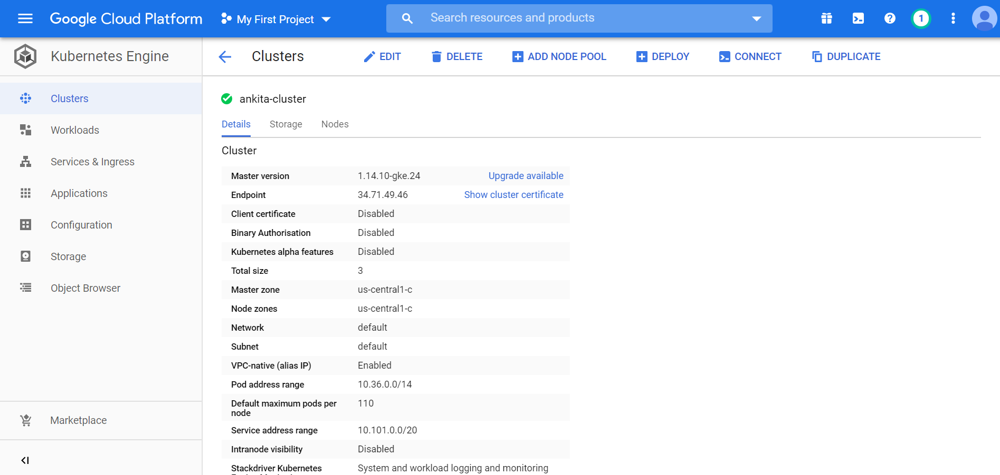 Google Cloud Platform
My First Project
Search resources and products
1
Kubernetes Engine
Clusters
EDIT
DELETE
ADD NODE POOL
DEPLOY
CONNECT
DUPLICATE
Clusters
Workloads
Services & Ingress
Applications
Configuration
Storage
Object Browser
Marketplace
ankita-cluster
Details Storage Nodes
Cluster
Master version 1.14.10-gke.24 Upgrade available
Endpoint 34.71.49.46 Show cluster certificate
Client certificate Disabled
Binary Authorisation Disabled
Kubernetes alpha features Disabled
Total size 3
Master zone us-central1-c
Node zones us-central1-c
Network default
Subnet default
VPC-native (alias IP) Enabled
Pod address range 10.36.0.0/14
Default maximum pods per 110
node
Service address range 10.101.0.0/20
Intranode visibility Disabled
Stackdriver Kubernetes System and workload logging and monitoring